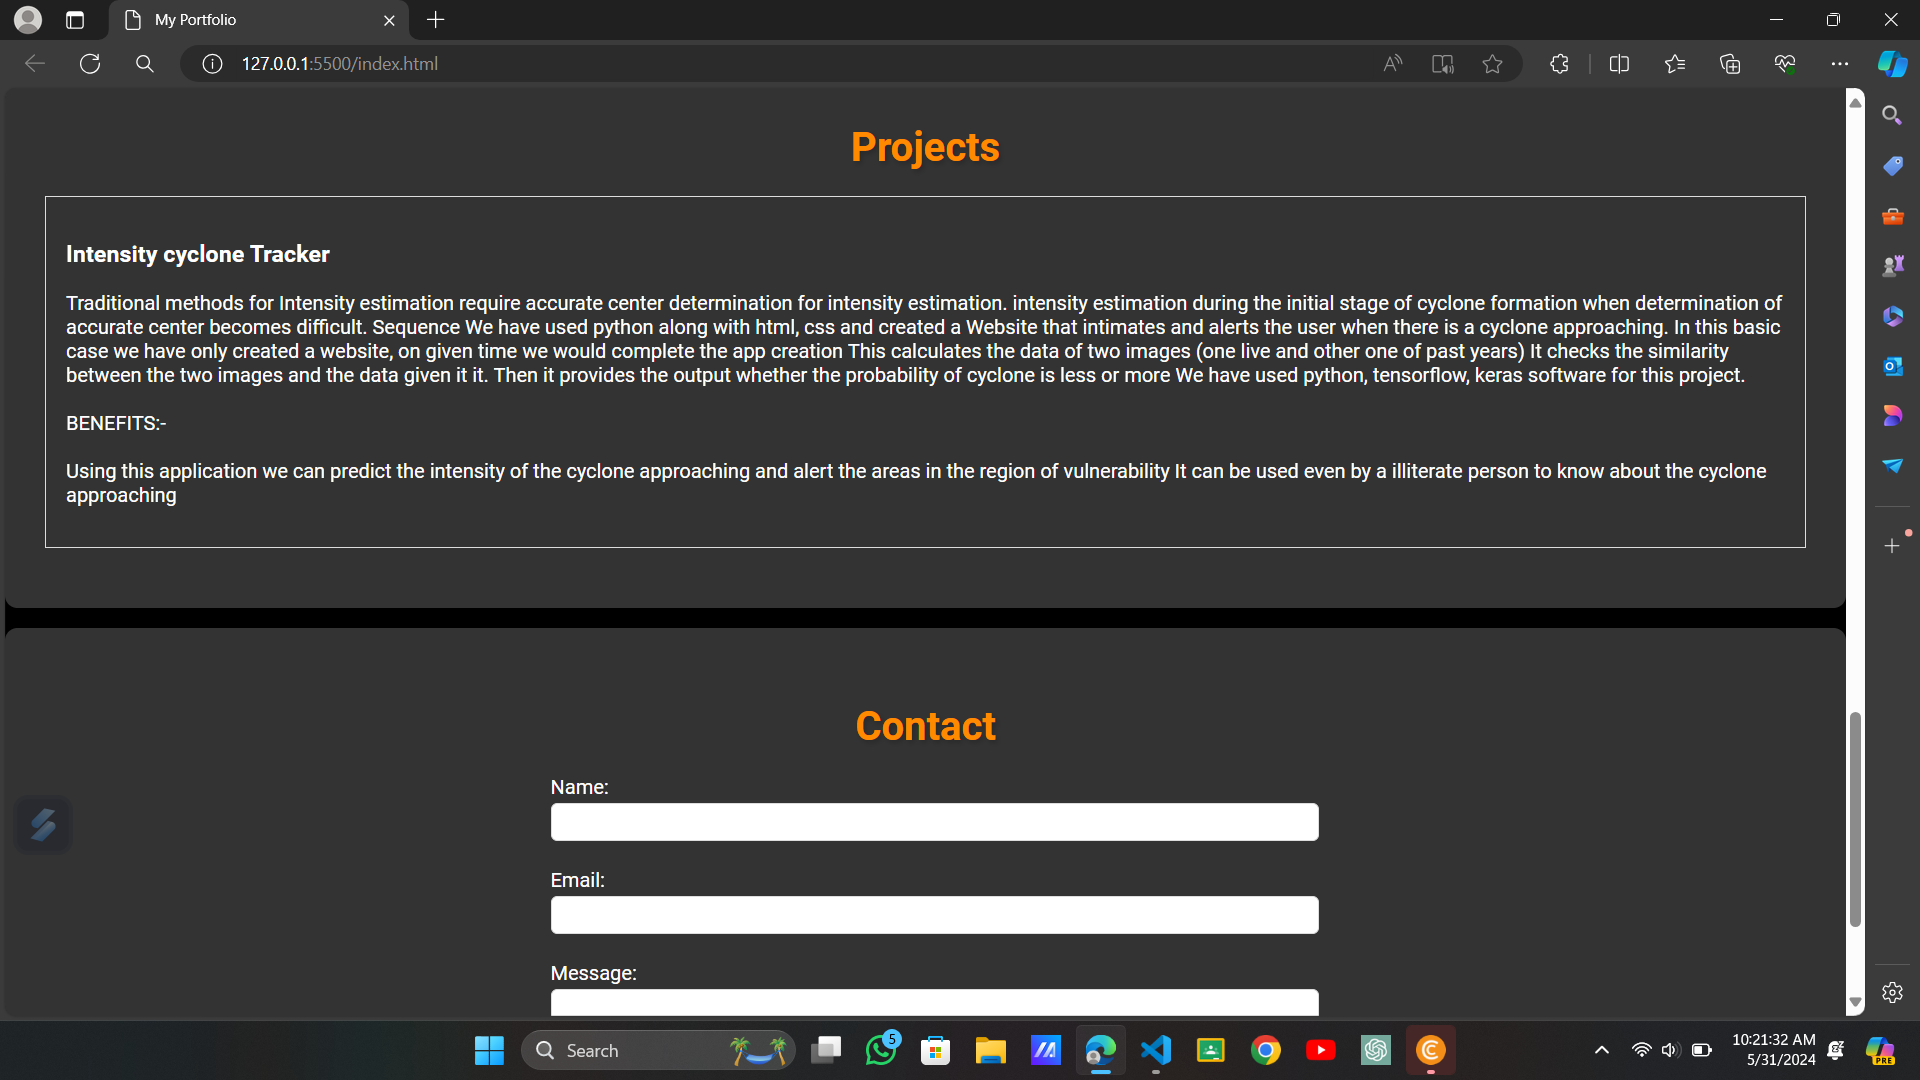 My Portfolio
127.0.0.1:5500/index.html
Projects
Intensity cyclone Tracker
Traditional methods for Intensity estimation require accurate center determination for intensity estimation. intensity estimation during the initial stage of cyclone formation when determination of
accurate center becomes difficult. Sequence We have used python along with html, css and created a Website that intimates and alerts the user when there is a cyclone approaching. In this basic
case we have only created a website, on given time we would complete the app creation This calculates the data of two images (one live and other one of past years) It checks the similarity
between the two images and the data given it it. Then it provides the output whether the probability of cyclone is less or more We have used python, tensorflow, keras software for this project.
BENEFITS:-
Using this application we can predict the intensity of the cyclone approaching and alert the areas in the region of vulnerability It can be used even by a illiterate person to know about the cyclone
approaching
Contact
Name:
Email:
Message:
Search
5
10:21:32 AM
5/31/2024
PRE